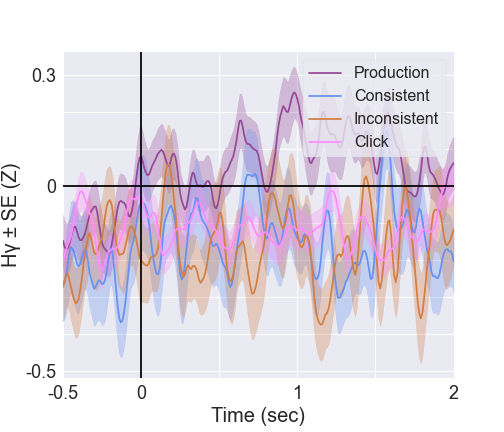 Production
Consistent
Inconsistent
Click
0.3
0
-0.5
Hγ ± SE (Z)
-0.5
0
1
2
Time (sec)